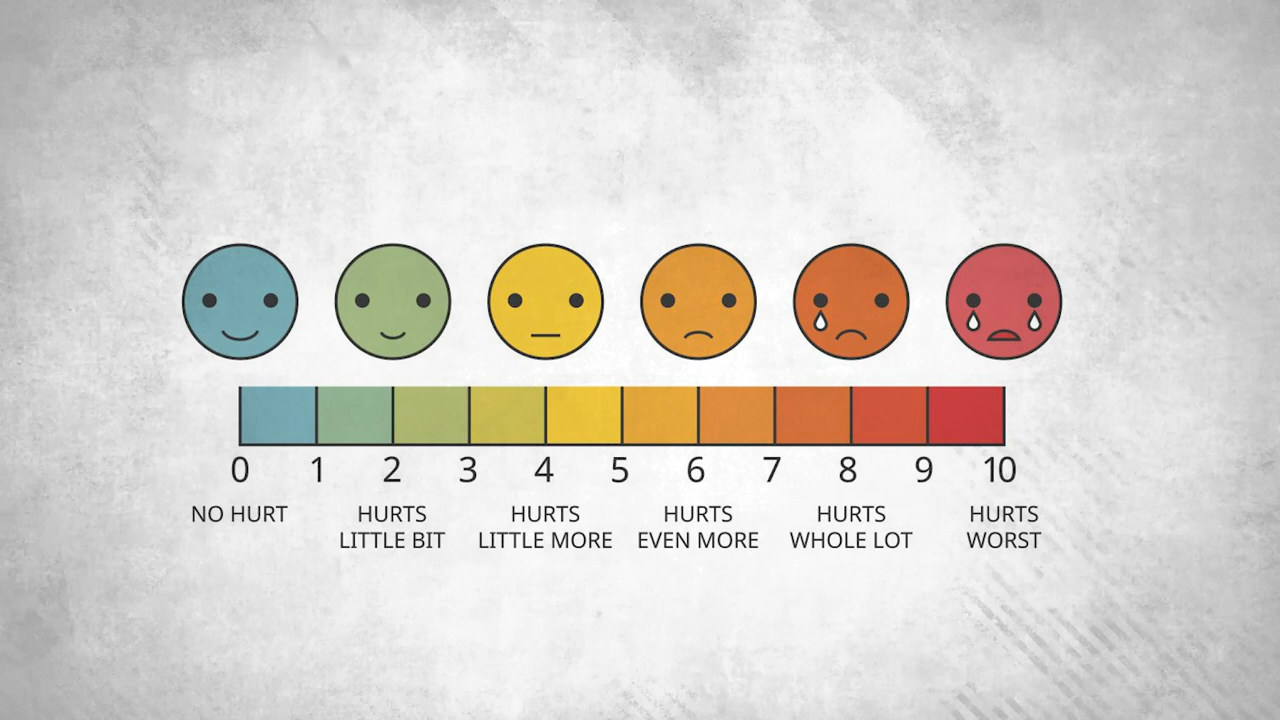 0 1 2 3 4 5 6 7 8 9 10
NO HURT
HURTS
LITTLE BIT
HURTS
LITTLE MORE
HURTS
EVEN MORE
HURTS
WHOLE LOT
HURTS
WORST